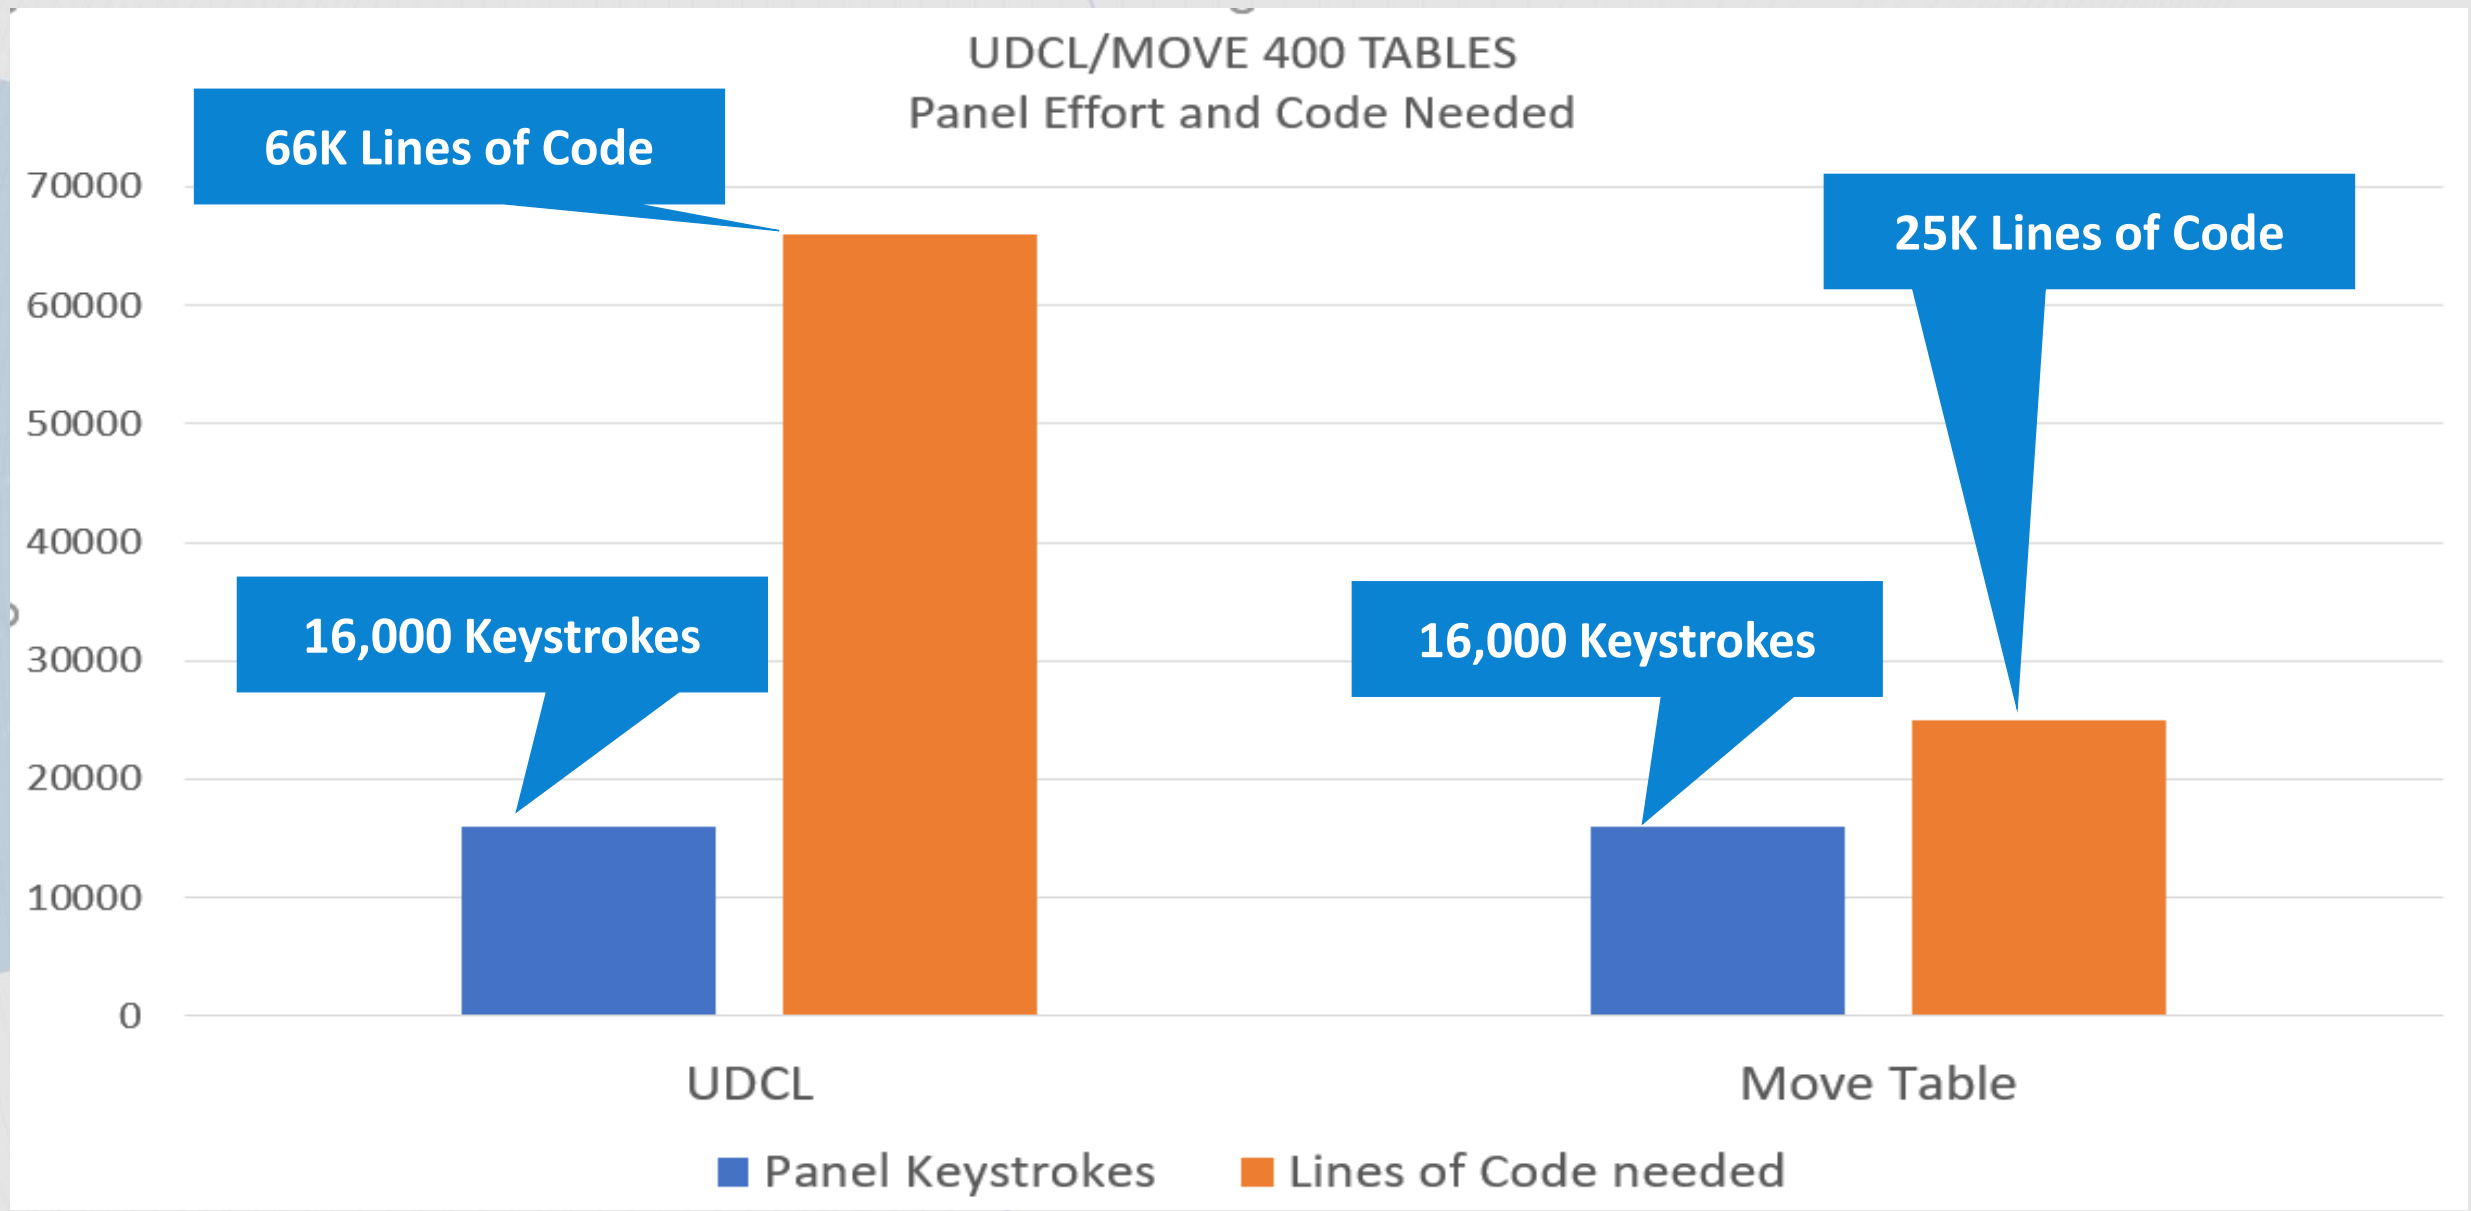 UDCL/MOVE 400 TABLES
Panel Effort and Code Needed
66K Lines of Code
25K Lines of Code
16,000 Keystrokes
16,000 Keystrokes
70000
60000
50000
40000
30000
20000
10000
0
UDCL
Move Table
Panel Keystrokes
Lines of Code needed